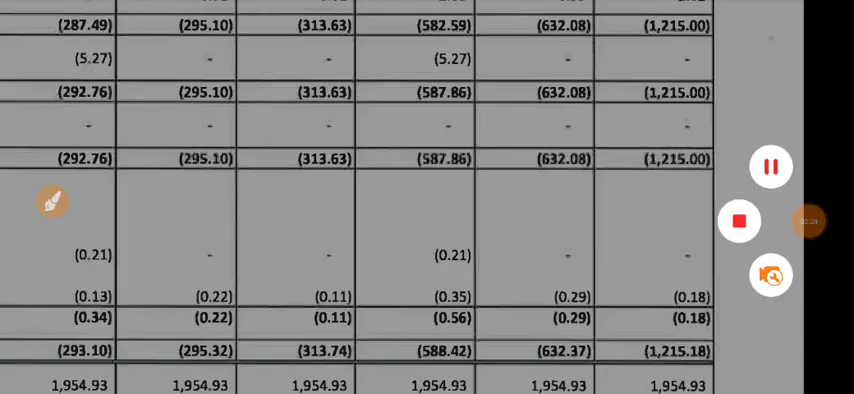 (287.49) (295.10) (313.63) (582.59) (632.08) (1,215.00)
(5.27) - - (5.27) - -
(292.76) (295.10) (313.63) (587.86) (632.08) (1,215.00)
- - - - - -
(292.76) (295.10) (313.63) (587.86) (632.08) (1,215.00)
(0.21) - - (0.21) - -
(0.13) (0.22) (0.11) (0.35) (0.29) (0.18)
(0.34) (0.22) (0.11) (0.56) (0.29) (0.18)
(293.10) (295.32) (313.74) (588.42) (632.37) (1,215.18)
1,954.93 1,954.93 1,954.93 1,954.93 1,954.93 1,954.93